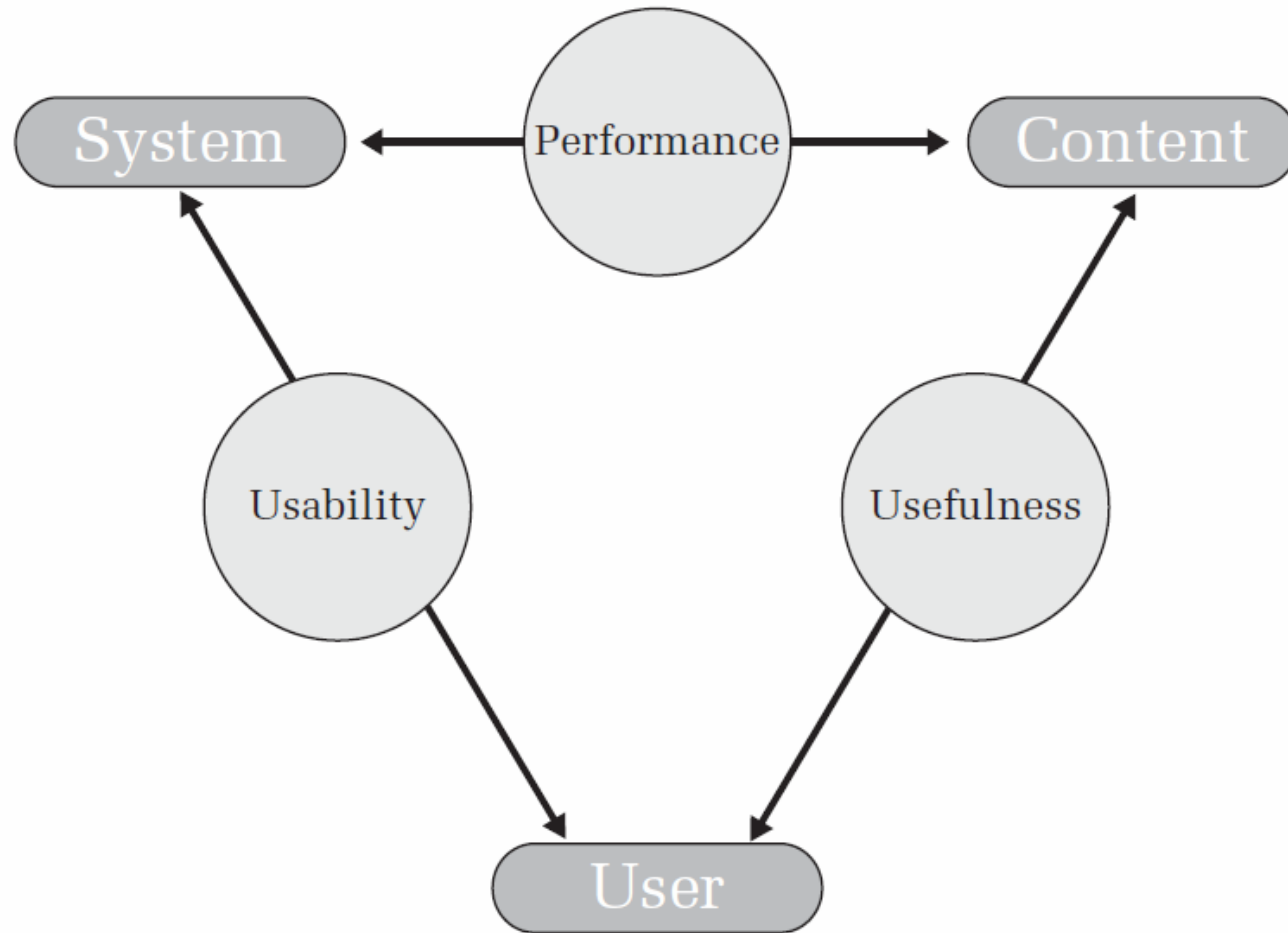 Performance
System
Content
Usability
Usefulness
User